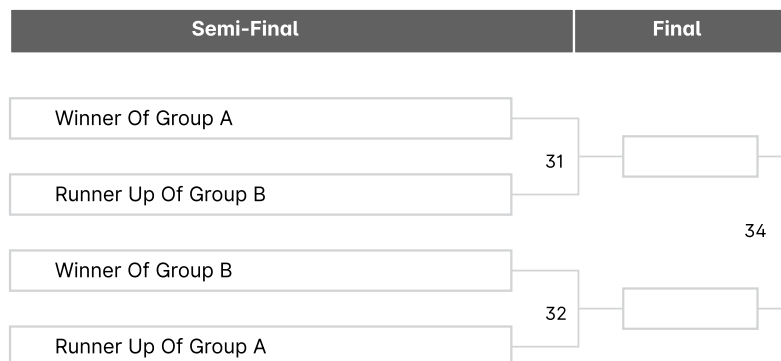 Semi-Final Final
Winner Of Group A
31
Runner Up Of Group B
34
Winner Of Group B
32
Runner Up Of Group A